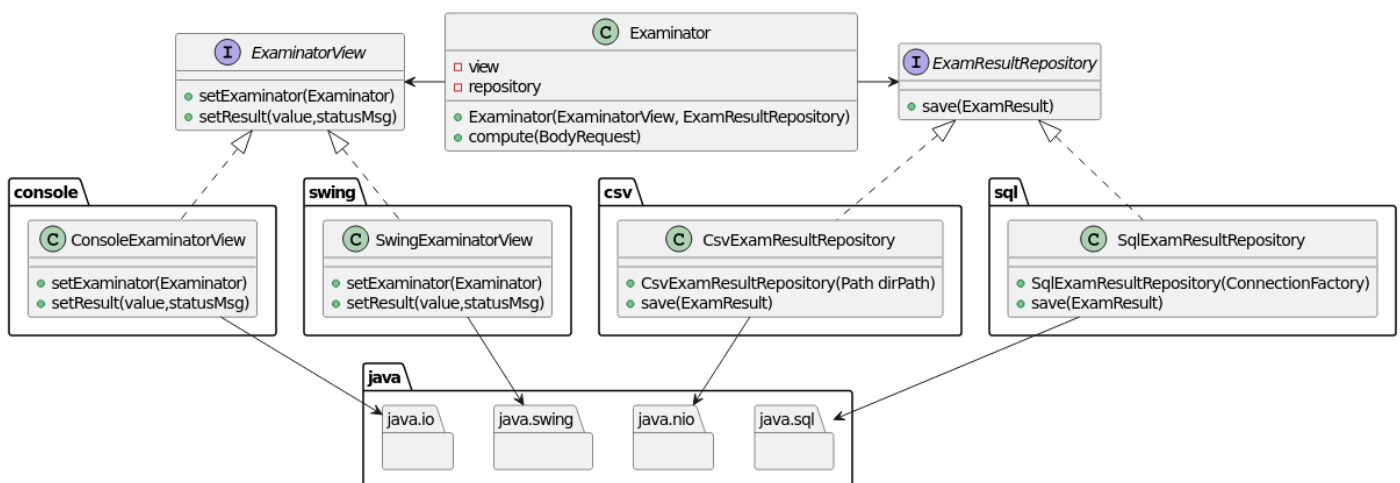 I ExaminatorView
+ setExaminator(Examinator)
+ setResult(value,statusMsg)
C Examinator
view
repository
Examinator(ExaminatorView, ExamResultRepository)
compute(BodyRequest)
I ExamResultRepository
save(ExamResult)
console
C ConsoleExaminatorView
setExaminator(Examinator)
setResult(value,statusMsg)
swing
C SwingExaminatorView
setExaminator(Examinator)
setResult(value,statusMsg)
csv
C CsvExamResultRepository
CsvExamResultRepository(Path dirPath)
save(ExamResult)
sql
C SqlExamResultRepository
SqlExamResultRepository(ConnectionFactory)
save(ExamResult)
java
java.io
java.swing
java.nio
java.sql